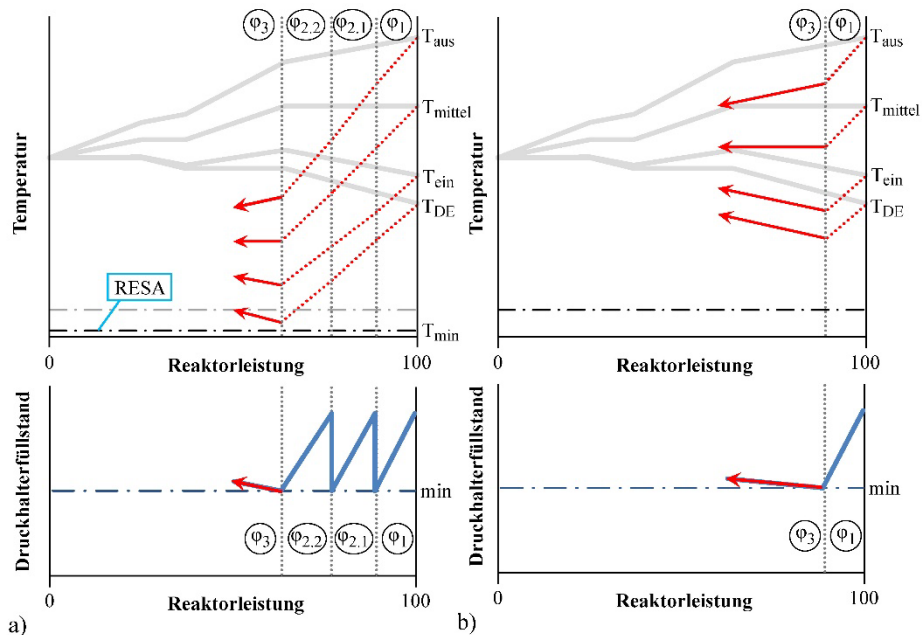 φ3 φ2.2 φ2.1 φ1
Temperatur
Taus
Tmittel
Tein
TDE
RESA
Tmin
0 Reaktorleistung 100
Druckhalterfüllstand
min
φ3 φ2.2 φ2.1 φ1
0 Reaktorleistung 100
a)
φ3 φ1
Temperatur
Taus
Tmittel
Tein
TDE
0 Reaktorleistung 100
Druckhalterfüllstand
min
φ3 φ1
0 Reaktorleistung 100
b)